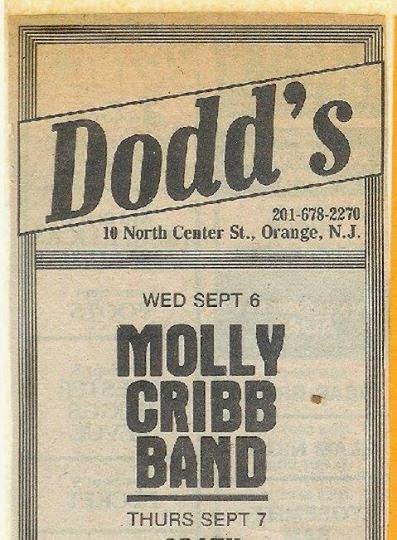 Dodd's
201-678-2270
10 North Center St., Orange, N.J.
WED SEPT 6
MOLLY
CRIBB
BAND
THURS SEPT 7